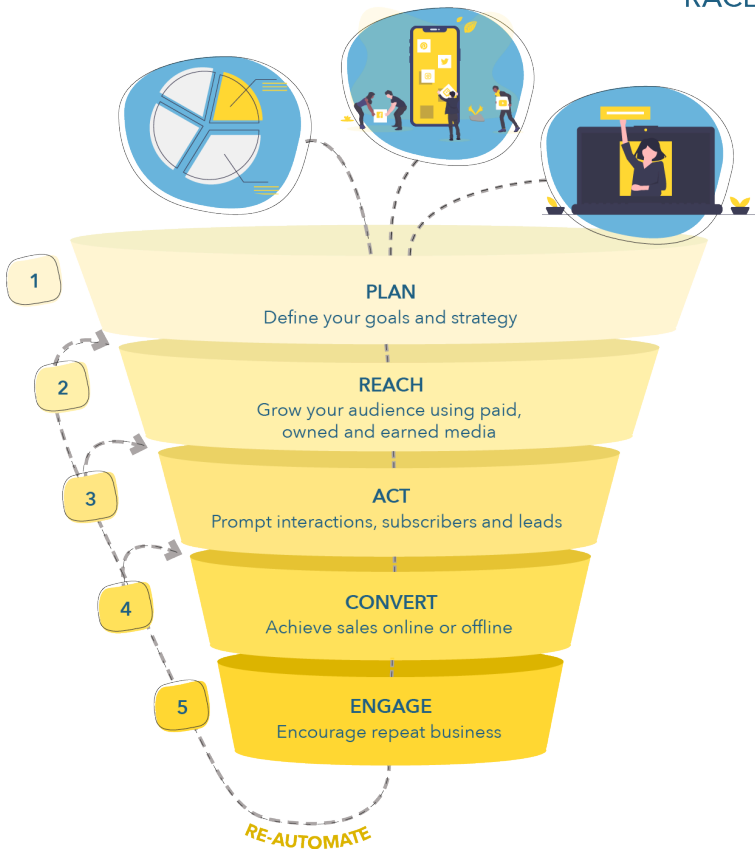 1
PLAN
Define your goals and strategy
2
REACH
Grow your audience using paid,
owned and earned media
3
ACT
Prompt interactions, subscribers and leads
4
CONVERT
Achieve sales online or offline
5
ENGAGE
Encourage repeat business
RE-AUTOMATE